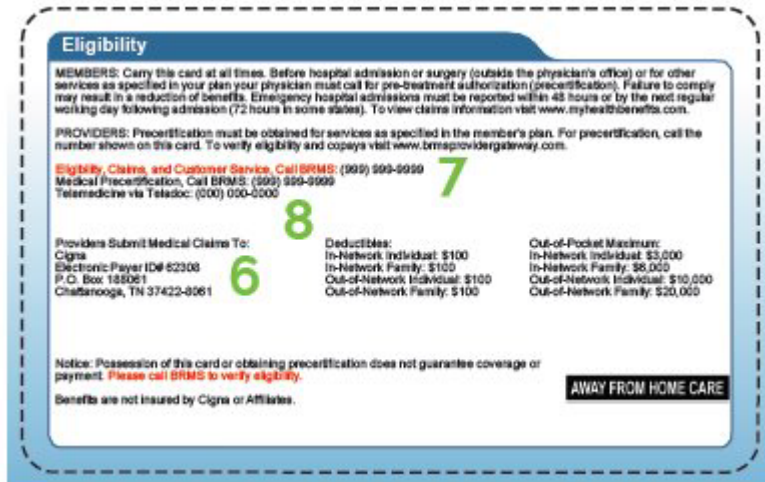 Eligibility
MEMBERS: Carry this card at all times. Before hospital admission or surgery (outside the physician's office) or for other
services as specified in your plan your physician must call for pre-treatment authorization (precertification). Failure to comply
may result in a reduction of benefits. Emergency hospital admissions must be reported within 48 hours or by the next regular
working day following admission (72 hours in some states). To view claims information visit www.myhealthbenefits.com.
PROVIDERS: Precertification must be obtained for services as specified in the member's plan. For precertification, call the
number shown on this card. To verify eligibility and copays visit www.brmsprovidergateway.com.
Eligibility, Claims, and Customer Service, Call BRMS: (999) 999-9999
7
Medical Precertification, Call BRMS: (999) 999-9999
Telemedicine via Teladoc: (000) 000-0000
8
Providers Submit Medical Claims To:
Cigna
Electronic Payer ID# 62308
P.O. Box 188061
Chattanooga, TN 37422-8061
6
Deductibles:
In-Network Individual: $100
In-Network Family: $100
Out-of-Network Individual: $100
Out-of-Network Family: $100
Out-of-Pocket Maximum:
In-Network Individual: $3,000
In-Network Family: $6,000
Out-of-Network Individual: $10,000
Out-of-Network Family: $20,000
Notice: Possession of this card or obtaining precertification does not guarantee coverage or
payment. Please call BRMS to verify eligibility.
AWAY FROM HOME CARE
Benefits are not insured by Cigna or Affiliates.